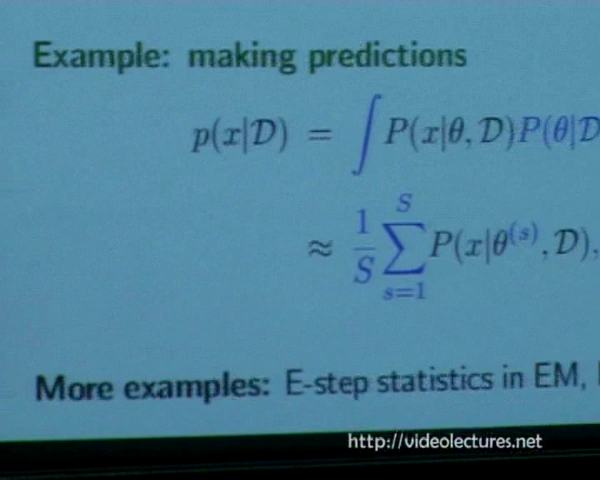 Example: making predictions
p(x|D) = ∫ P(x|θ, D)P(θ|D
≈ 1/S ∑_{s=1}^{S} P(x|θ^{(s)}, D),
More examples: E-step statistics in EM,
http://videolectures.net